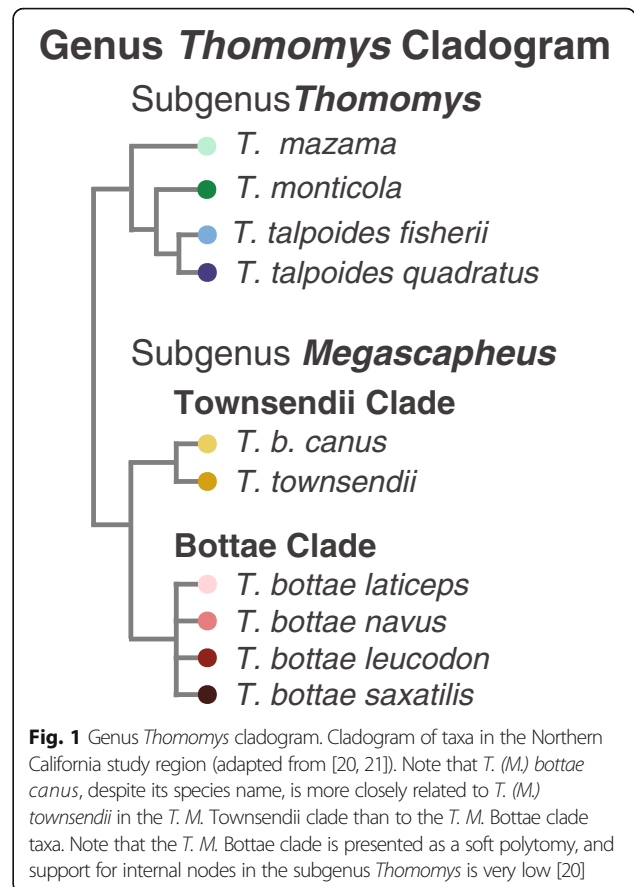 Genus Thomomys Cladogram
Subgenus Thomomys
T. mazama
T. monticola
T. talpoides fisherii
T. talpoides quadratus
Subgenus Megascapheus
Townsendii Clade
T. b. canus
T. townsendii
Bottae Clade
T. bottae laticeps
T. bottae navus
T. bottae leucodon
T. bottae saxatilis
Fig. 1 Genus Thomomys cladogram. Cladogram of taxa in the Northern
California study region (adapted from [20, 21]). Note that T. (M.) bottae
canus, despite its species name, is more closely related to T. (M.)
townsendi in the T. M. Townsendii clade than to the T. M. Bottae clade
taxa. Note that the T. M. Bottae clade is presented as a soft polytomy, and
support for internal nodes in the subgenus Thomomys is very low [20]